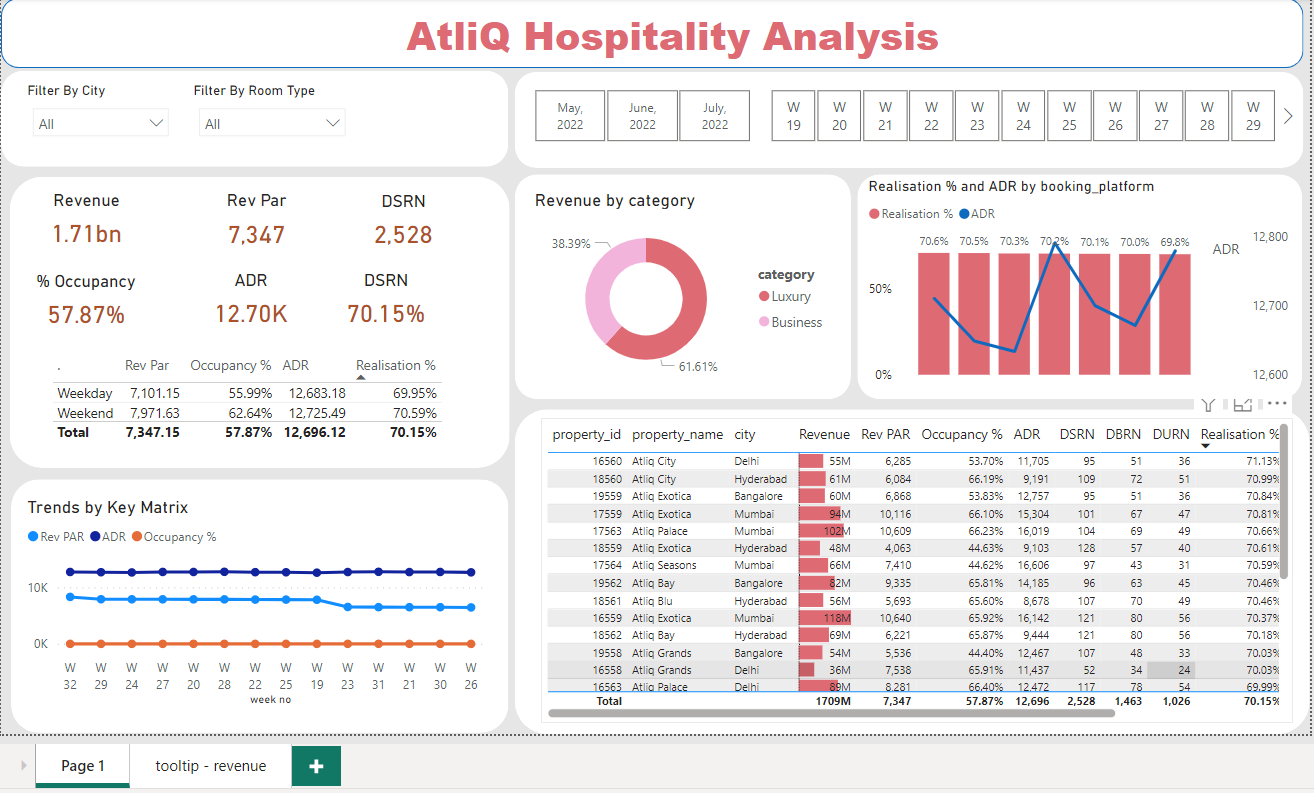 AtliQ Hospitality Analysis
Filter By City
Filter By Room Type
All
All
May, 2022
June, 2022
July, 2022
W 19
W 20
W 21
W 22
W 23
W 24
W 25
W 26
W 27
W 28
W 29
Revenue Rev Par DSRN
1.71bn 7,347 2,528
% Occupancy ADR DSRN
57.87% 12.70K 70.15%
. Rev Par Occupancy % ADR Realisation %
Weekday 7,101.15 55.99% 12,683.18 69.95%
Weekend 7,971.63 62.64% 12,725.49 70.59%
Total 7,347.15 57.87% 12,696.12 70.15%
Revenue by category
38.39%
61.61%
category
Luxury
Business
Realisation % and ADR by booking_platform
Realisation % ADR
70.6% 70.5% 70.3% 70.2% 70.1% 70.0% 69.8%
50%
0%
ADR
12,800
12,700
12,600
Trends by Key Matrix
Rev PAR ADR Occupancy %
10K
0K
W 32
W 29
W 24
W 27
W 20
W 28
W 22
W 25
W 19
W 23
W 31
W 21
W 30
W 26
week no
property_id property_name city Revenue Rev PAR Occupancy % ADR DSRN DBRN DURN Realisation %
16560 Atliq City Delhi 55M 6,285 53.70% 11,705 95 51 36 71.13%
18560 Atliq City Hyderabad 61M 6,084 66.19% 9,191 109 72 51 70.99%
19559 Atliq Exotica Bangalore 60M 6,868 53.83% 12,757 95 51 36 70.84%
17559 Atliq Exotica Mumbai 94M 10,116 66.10% 15,304 101 67 47 70.81%
17563 Atliq Palace Mumbai 102M 10,609 66.23% 16,019 104 69 49 70.66%
18559 Atliq Exotica Hyderabad 48M 4,063 44.63% 9,103 128 57 40 70.61%
17564 Atliq Seasons Mumbai 66M 7,410 44.62% 16,606 97 43 31 70.59%
19562 Atliq Bay Bangalore 82M 9,335 65.81% 14,185 96 63 45 70.46%
18561 Atliq Blu Hyderabad 56M 5,693 65.60% 8,678 107 70 49 70.46%
16559 Atliq Exotica Mumbai 118M 10,640 65.92% 16,142 121 80 56 70.37%
18562 Atliq Bay Hyderabad 69M 6,221 65.87% 9,444 121 80 56 70.18%
19558 Atliq Grands Bangalore 54M 5,536 44.40% 12,467 107 48 33 70.03%
16558 Atliq Grands Delhi 36M 7,538 65.91% 11,437 52 34 24 70.03%
16563 Atliq Palace Delhi 89M 8,281 66.40% 12,472 117 78 54 69.99%
Total 1709M 7,347 57.87% 12,696 2,528 1,463 1,026 70.15%
Page 1
tooltip - revenue
+